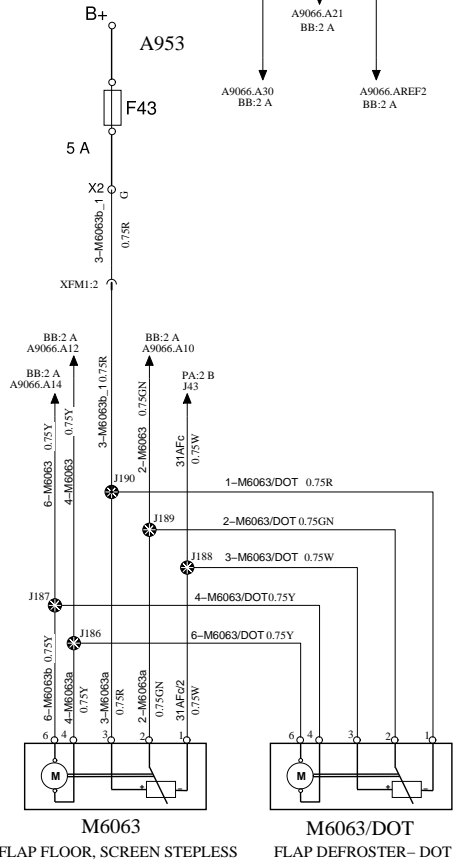 B+
A953
F43
5 A
X2
G
3–M6063b_1
0.75R
XFM1:2
A9066.A21
BB:2 A
A9066.A30
BB:2 A
A9066.AREF2
BB:2 A
BB:2 A
A9066.A12
BB:2 A
A9066.A14
BB:2 A
A9066.A10
PA:2 B
J43
6–M6063 0.75Y
4–M6063 0.75Y
3–M6063b_1 0.75R
2–M6063 0.75GN
31AFc
0.75W
J190
1–M6063/DOT 0.75R
J189
2–M6063/DOT 0.75GN
J188
3–M6063/DOT 0.75W
J187
4–M6063/DOT 0.75Y
J186
6–M6063/DOT 0.75Y
6–M6063b 0.75Y
4–M6063a
0.75Y
3–M6063a
0.75R
2–M6063a
0.75GN
31AFc/2
0.75W
6 4 3 2 1
6 4 3 2 1
M + –
M + –
M6063
M6063/DOT
FLAP FLOOR, SCREEN STEPLESS
FLAP DEFROSTER– DOT